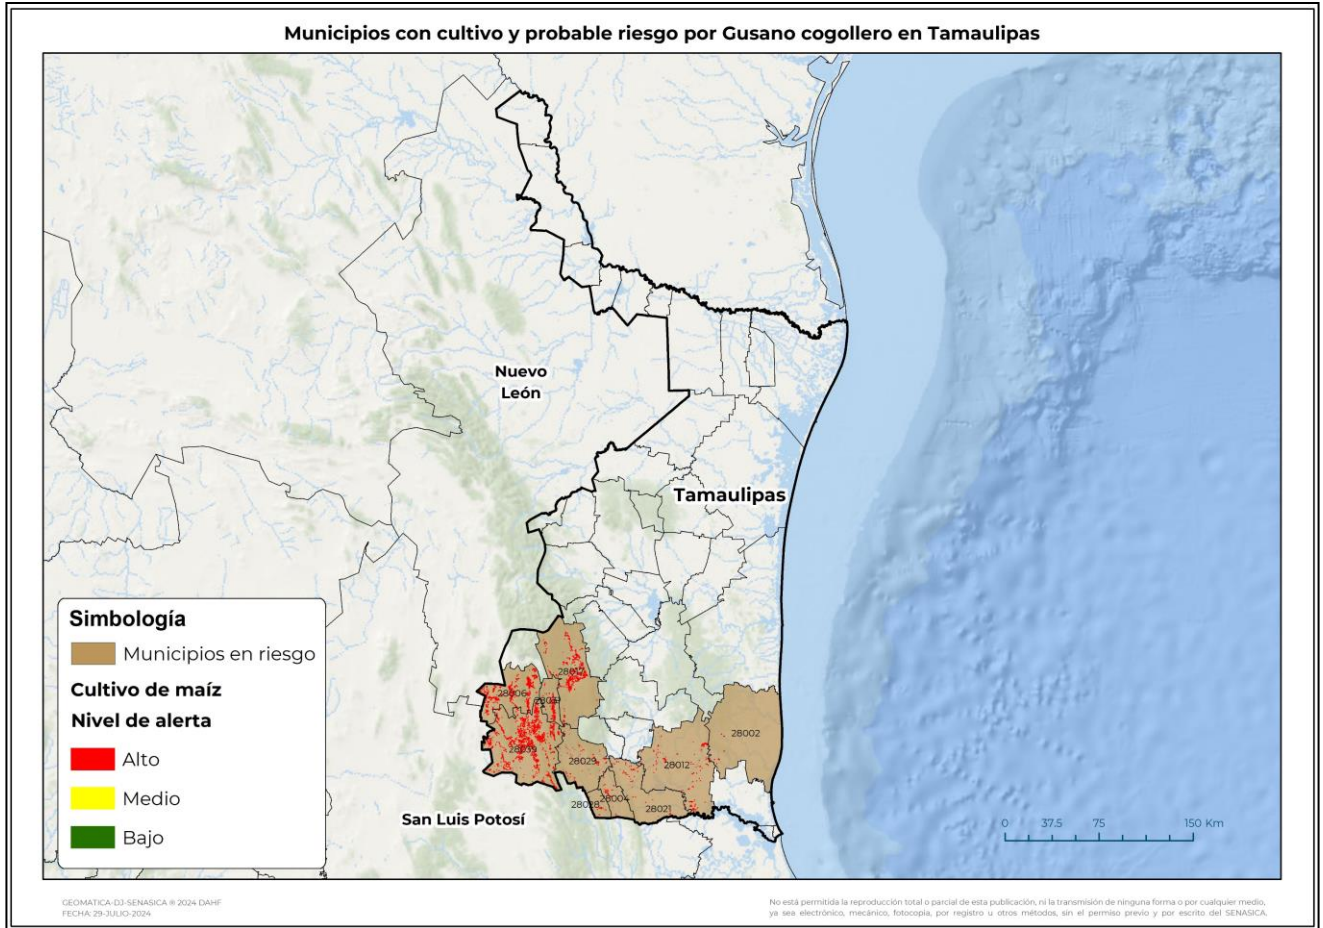 Municipios con cultivo y probable riesgo por Gusano cogollero en Tamaulipas
Nuevo
León
Tamaulipas
San Luis Potosí
28017
28006
28039
28002
28029
28012
28028
28004
28021
0 37.5 75 150 Km
Simbología
Municipios en riesgo
Cultivo de maíz
Nivel de alerta
Alto
Medio
Bajo
GEOMATICA-DJ-SENASICA ® 2024 DAHF
FECHA: 29-JULIO-2024
No está permitida la reproducción total o parcial de esta publicación, ni la transmisión de ninguna forma o por cualquier medio,
ya sea electrónico, mecánico, fotocopia, por registro u otros métodos, sin el permiso previo y por escrito del SENASICA.